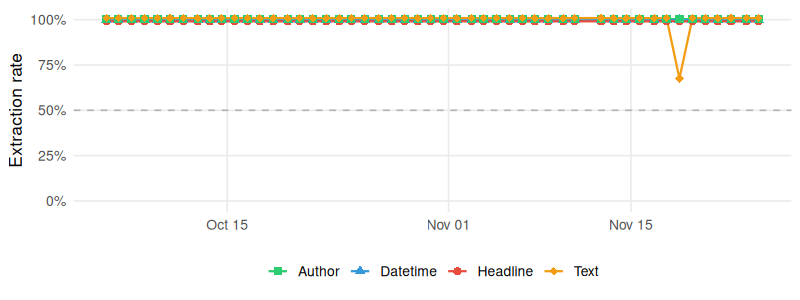 100%
75%
50%
25%
0%
Extraction rate
Oct 15 Nov 01 Nov 15
Author Datetime Headline Text